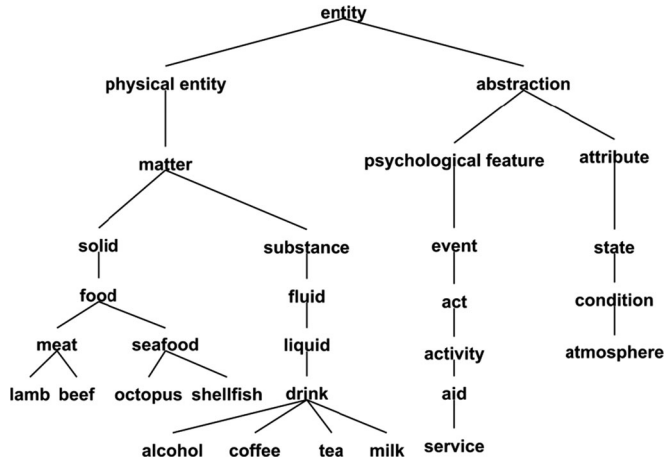 entity
physical entity abstraction
matter psychological feature attribute
solid substance event state
food fluid act condition
meat seafood liquid activity atmosphere
lamb beef octopus shellfish drink aid
alcohol coffee tea milk service